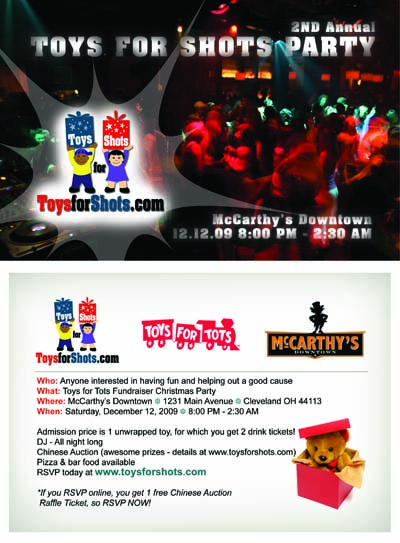 2ND Annual
TOYS FOR SHOTS PARTY
Toys Shots
for
ToysforShots.com
McCarthy's Downtown
12.12.09 8:00 PM - 2:30 AM
Toys Shots
for
ToysforShots.com
TOYS FOR TOTS
McCARTHY'S
DOWNTOWN
Who: Anyone interested in having fun and helping out a good cause
What: Toys for Tots Fundraiser Christmas Party
Where: McCarthy's Downtown 1231 Main Avenue Cleveland OH 44113
When: Saturday, December 12, 2009 8:00 PM - 2:30 AM
Admission price is 1 unwrapped toy, for which you get 2 drink tickets!
DJ - All night long
Chinese Auction (awesome prizes - details at www.toysforshots.com)
Pizza & bar food available
RSVP today at www.toysforshots.com
*If you RSVP online, you get 1 free Chinese Auction
Raffle Ticket, so RSVP NOW!